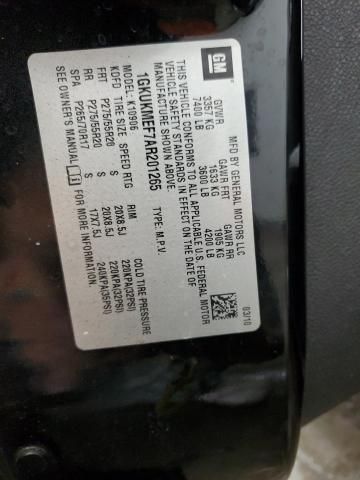 GM
MFD BY GENERAL MOTORS LLC 03/10
GVWR GAWR FRT GAWR RR
3357 KG 1633 KG 1905 KG
7400 LB 3600 LB 4200 LB
THIS VEHICLE CONFORMS TO ALL APPLICABLE U.S. FEDERAL MOTOR
VEHICLE SAFETY STANDARDS IN EFFECT ON THE DATE OF
MANUFACTURE SHOWN ABOVE.
1GKUKMEF7AR201265 TYPE: M.P.V.
MODEL: K10906
KDFD TIRE SIZE SPEED RTG RIM COLD TIRE PRESSURE
FRT P275/55R20 S 20X8.5J 220KPA(32PSI)
RR P275/55R20 S 20X8.5J 220KPA(32PSI)
SPA P265/70R17 S 17X7.5J 240KPA(35PSI)
SEE OWNER'S MANUAL FOR MORE INFORMATION.